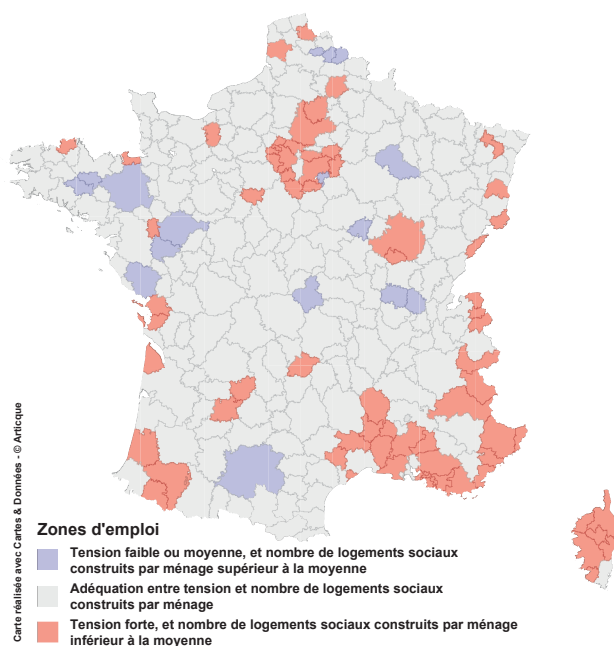 Carte réalisée avec Cartes & Données - © Articque
Zones d'emploi
Tension faible ou moyenne, et nombre de logements sociaux
construits par ménage supérieur à la moyenne
Adéquation entre tension et nombre de logements sociaux
construits par ménage
Tension forte, et nombre de logements sociaux construits par ménage
inférieur à la moyenne